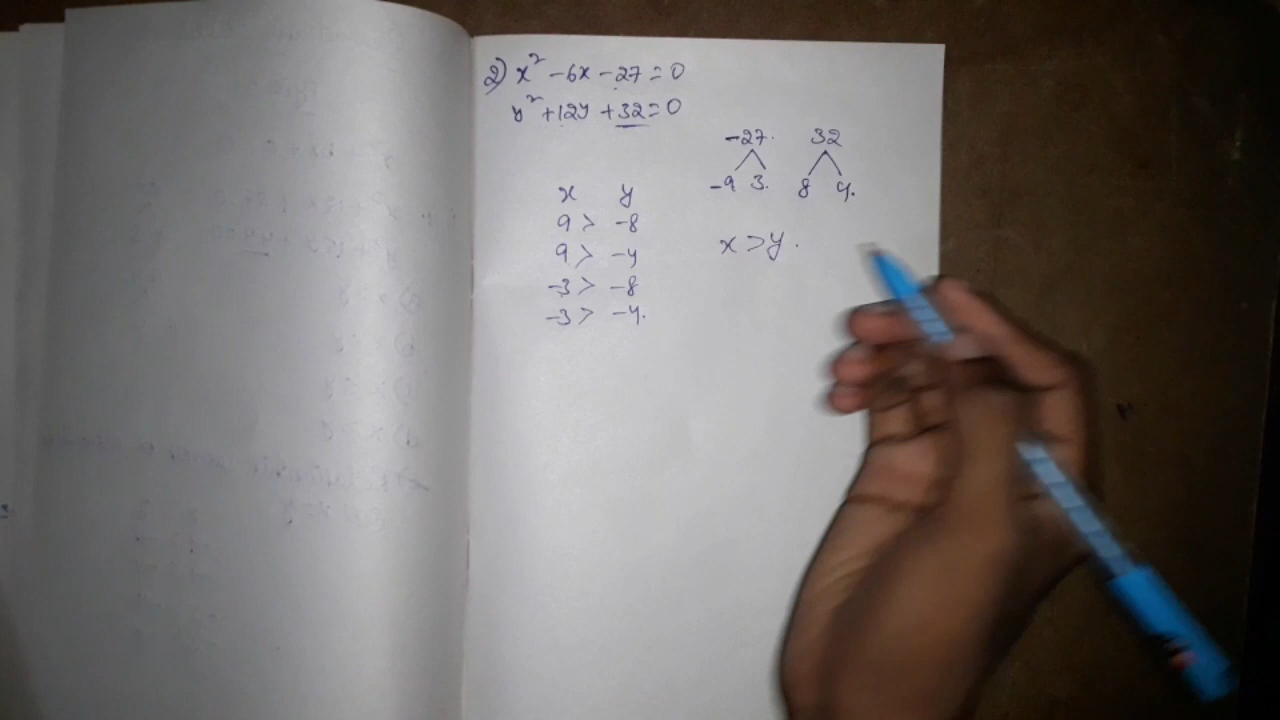 2) x² - 6x - 27 = 0
y² + 12y + 32 = 0
-27. 32
-9 3. 8 4.
x y
9 > -8
9 > -4
-3 > -8
-3 > -4.
x > y.